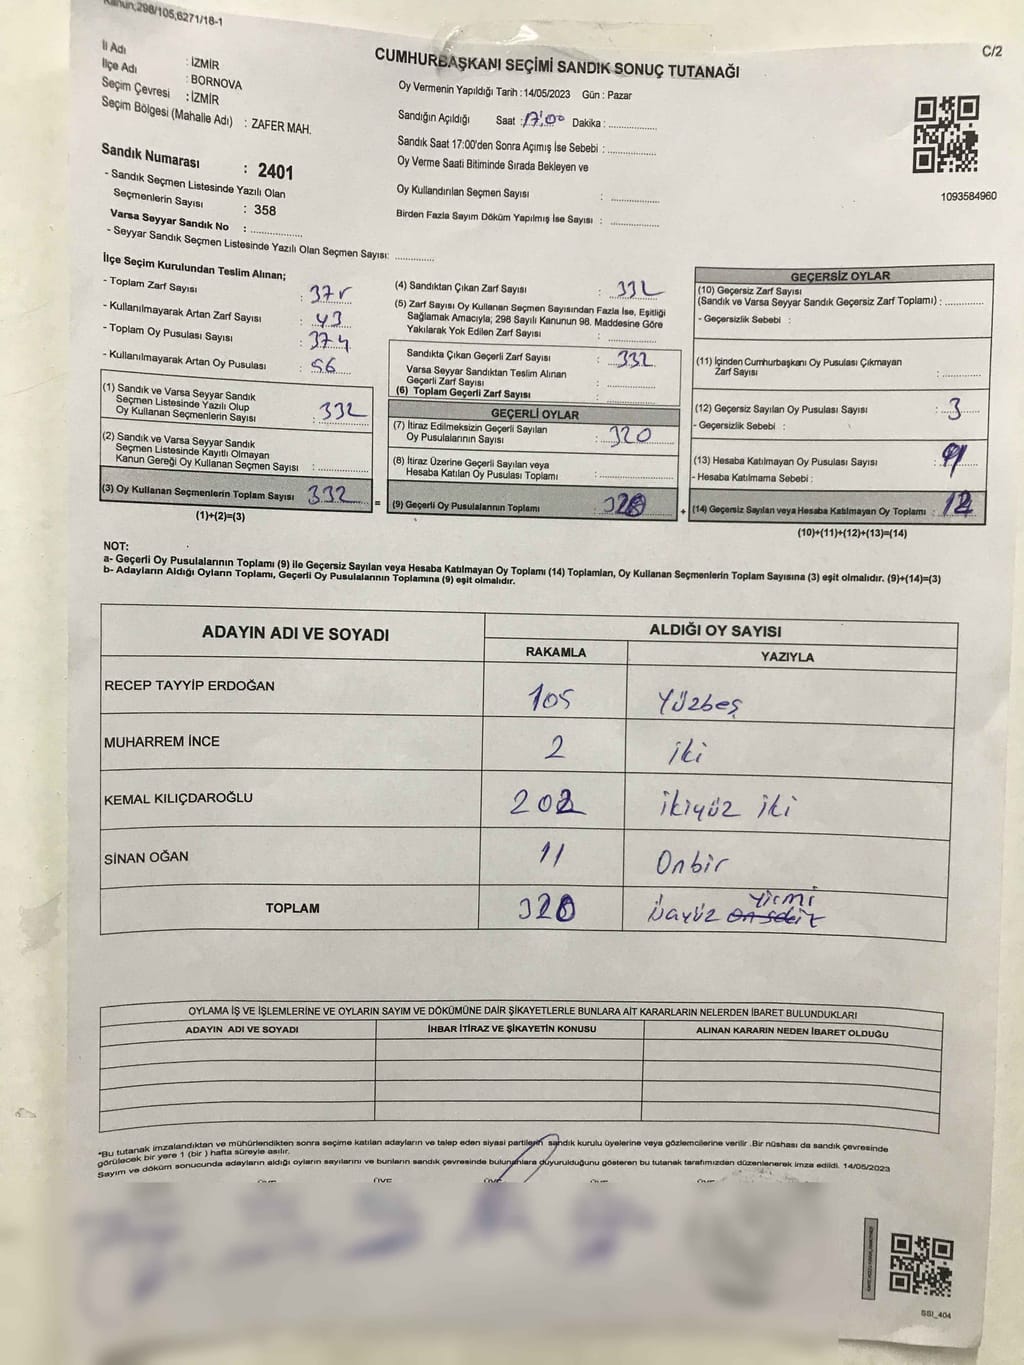 Kanun;298/105,6271/18-1
C/2
CUMHURBAŞKANI SEÇİMİ SANDIK SONUÇ TUTANAĞI
İl Adı : İZMİR
İlçe Adı : BORNOVA
Seçim Çevresi : İZMİR
Seçim Bölgesi (Mahalle Adı) : ZAFER MAH.
Sandık Numarası : 2401
- Sandık Seçmen Listesinde Yazılı Olan
Seçmenlerin Sayısı : 358
Varsa Seyyar Sandık No : ..............
- Seyyar Sandık Seçmen Listesinde Yazılı Olan Seçmen Sayısı: ............
Oy Vermenin Yapıldığı Tarih : 14/05/2023 Gün : Pazar
Sandığın Açıldığı Saat : 17:00 Dakika : ..............
Sandık Saat 17:00'den Sonra Açımış İse Sebebi : ..............
Oy Verme Saati Bitiminde Sırada Bekleyen ve
Oy Kullandırılan Seçmen Sayısı : ..............
Birden Fazla Sayım Döküm Yapılmış İse Sayısı : ..............
1093584960
İlçe Seçim Kurulundan Teslim Alınan;
- Toplam Zarf Sayısı :
- Kullanılmayarak Artan Zarf Sayısı : 43
- Toplam Oy Pusulası Sayısı : 374
- Kullanılmayarak Artan Oy Pusulası : 56
(1) Sandık ve Varsa Seyyar Sandık
Seçmen Listesinde Yazılı Olup
Oy Kullanan Seçmenlerin Sayısı : 332
(2) Sandık ve Varsa Seyyar Sandık
Seçmen Listesinde Kayıtlı Olmayan
Kanun Gereği Oy Kullanan Seçmen Sayısı : ..............
(3) Oy Kullanan Seçmenlerin Toplam Sayısı : 332
(1)+(2)=(3)
=
(4) Sandıktan Çıkan Zarf Sayısı : 332
(5) Zarf Sayısı Oy Kullanan Seçmen Sayısından Fazla İse, Eşitliği
Sağlamak Amacıyla; 298 Sayılı Kanunun 98. Maddesine Göre
Yakılarak Yok Edilen Zarf Sayısı : ..............
Sandıkta Çıkan Geçerli Zarf Sayısı : 332
Varsa Seyyar Sandıktan Teslim Alınan
Geçerli Zarf Sayısı : ..............
(6) Toplam Geçerli Zarf Sayısı : ..............
GEÇERLİ OYLAR
(7) İtiraz Edilmeksizin Geçerli Sayılan
Oy Pusulalarının Sayısı : 320
(8) İtiraz Üzerine Geçerli Sayılan veya
Hesaba Katılan Oy Pusulası Toplamı : ..............
(9) Geçerli Oy Pusulalarının Toplamı : 320
+
GEÇERSİZ OYLAR
(10) Geçersiz Zarf Sayısı
(Sandık ve Varsa Seyyar Sandık Geçersiz Zarf Toplamı) : ............
- Geçersizlik Sebebi :
(11) İçinden Cumhurbaşkanı Oy Pusulası Çıkmayan
Zarf Sayısı : ............
(12) Geçersiz Sayılan Oy Pusulası Sayısı : 3
- Geçersizlik Sebebi :
(13) Hesaba Katılmayan Oy Pusulası Sayısı : 9
- Hesaba Katılmama Sebebi :
(14) Geçersiz Sayılan veya Hesaba Katılmayan Oy Toplamı : 12
(10)+(11)+(12)+(13)=(14)
NOT:
a- Geçerli Oy Pusulalarının Toplamı (9) ile Geçersiz Sayılan veya Hesaba Katılmayan Oy Toplamı (14) Toplamları, Oy Kullanan Seçmenlerin Toplam Sayısına (3) eşit olmalıdır. (9)+(14)=(3)
b- Adayların Aldığı Oyların Toplamı, Geçerli Oy Pusulalarının Toplamına (9) eşit olmalıdır.
ADAYIN ADI VE SOYADI ALDIĞI OY SAYISI
RAKAMLA YAZIYLA
RECEP TAYYİP ERDOĞAN 105 Yüzbeş
MUHARREM İNCE 2 iki
KEMAL KILIÇDAROĞLU 202 ikiyüz iki
SİNAN OĞAN 11 Onbir
TOPLAM 320 üçyüz onsekiz yirmi
OYLAMA İŞ VE İŞLEMLERİNE VE OYLARIN SAYIM VE DÖKÜMÜNE DAİR ŞİKAYETLERLE BUNLARA AİT KARARLARIN NELERDEN İBARET BULUNDUKLARI
ADAYIN ADI VE SOYADI İHBAR İTİRAZ VE ŞİKAYETİN KONUSU ALINAN KARARIN NEDEN İBARET OLDUĞU
*Bu tutanak imzalandıktan ve mühürlendikten sonra seçime katılan adayların ve talep eden siyasi partilerin sandık kurulu üyelerine veya gözlemcilerine verilir .Bir nüshası da sandık çevresinde
görülecek bir yere 1 (bir ) hafta süreyle asılır.
Sayım ve döküm sonucunda adayların aldığı oyların sayılarını ve bunların sandık çevresinde bulunanlara duyurulduğunu gösteren bu tutanak tarafımızdan düzenlenerek imza edildi. 14/05/2023
SSI_404